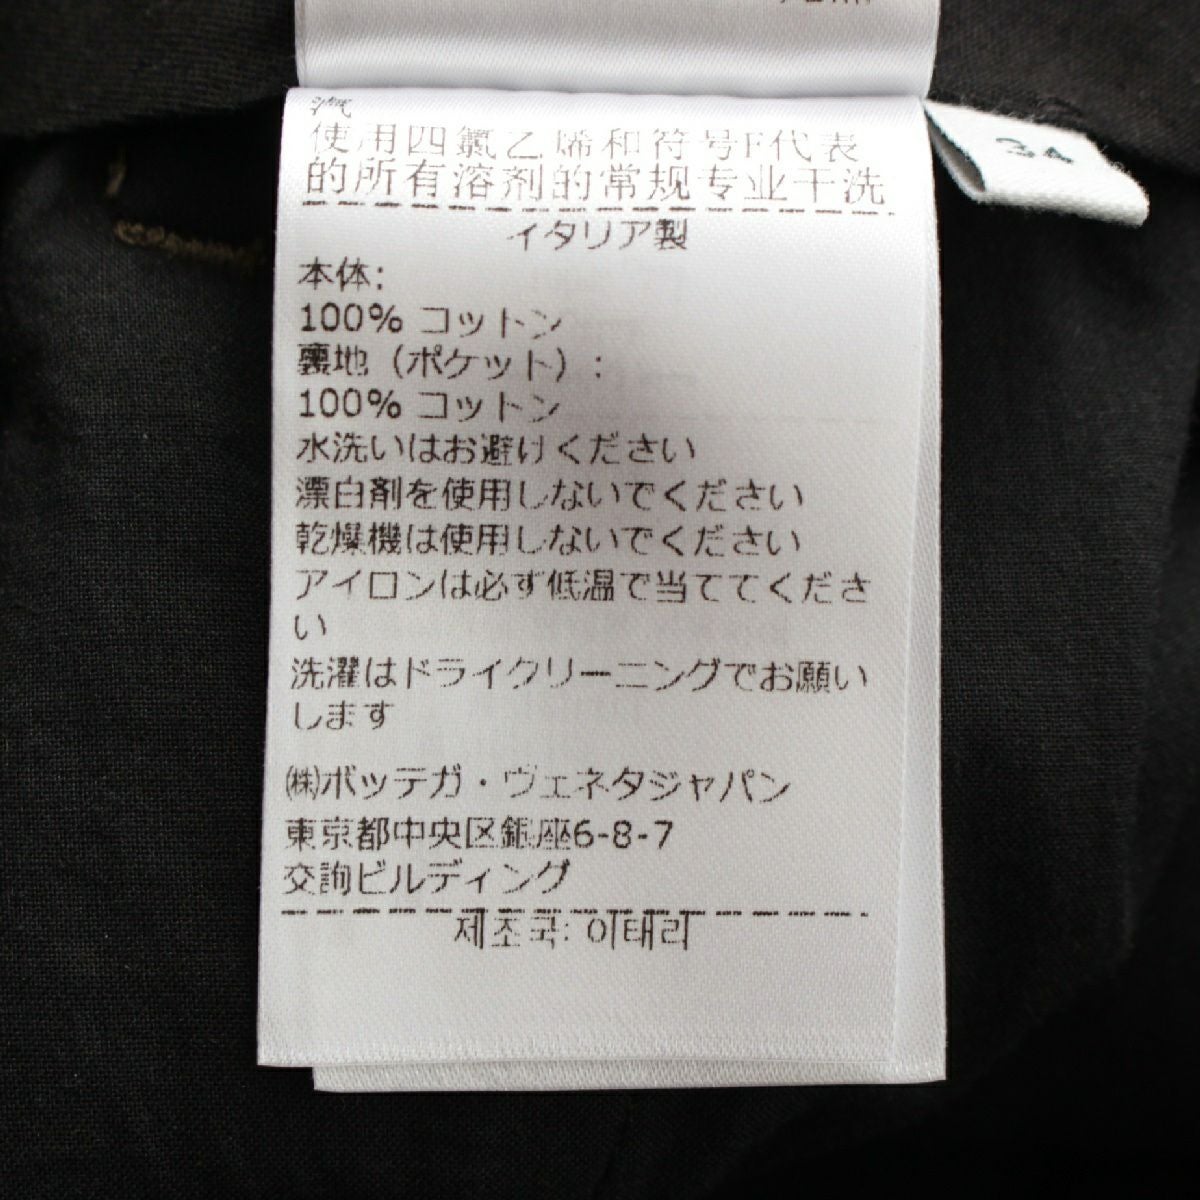 使用四氯乙烯和符号F代表
的所有溶剂的常规专业干洗
イタリア製
本体:
100% コットン
裏地（ポケット）:
100% コットン
水洗いはお避けください
漂白剤を使用しないでください
乾燥機は使用しないでください
アイロンは必ず低温で当ててくださ
い
洗濯はドライクリーニングでお願い
します
㈱ボッテガ・ヴェネタジャパン
東京都中央区銀座6-8-7
交詢ビルディング
제조국: 이태리
34